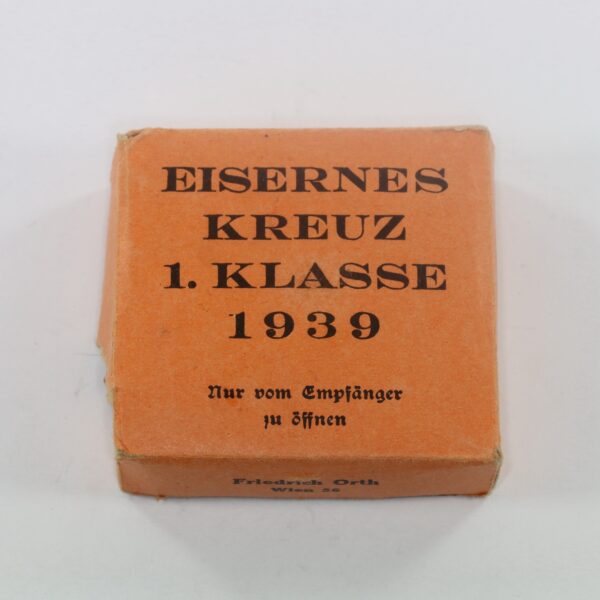 EISERNES
KREUZ
1. KLASSE
1939
Nur vom Empfänger
zu öffnen
Friedrich Orth
Wien 56